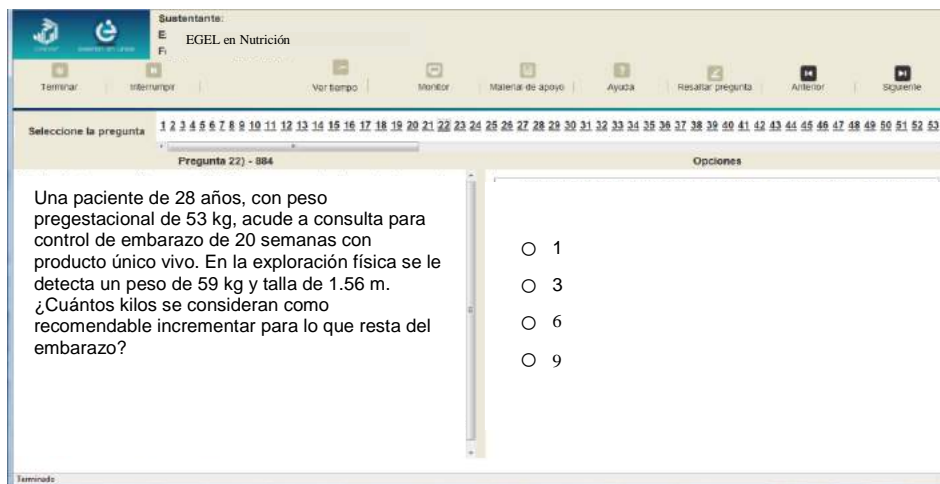 Sustentante:
E
EGEL en Nutrición
F
Terminar
Interrumpir
Ver tiempo
Monitor
Material de apoyo
Ayuda
Resaltar pregunta
Anterior
Siguiente
Seleccione la pregunta
1 2 3 4 5 6 7 8 9 10 11 12 13 14 15 16 17 18 19 20 21 22 23 24 25 26 27 28 29 30 31 32 33 34 35 36 37 38 39 40 41 42 43 44 45 46 47 48 49 50 51 52 53
Pregunta 22) - 884
Opciones
Una paciente de 28 años, con peso
pregestacional de 53 kg, acude a consulta para
control de embarazo de 20 semanas con
producto único vivo. En la exploración física se le
detecta un peso de 59 kg y talla de 1.56 m.
¿Cuántos kilos se consideran como
recomendable incrementar para lo que resta del
embarazo?
1
3
6
9
Terminado